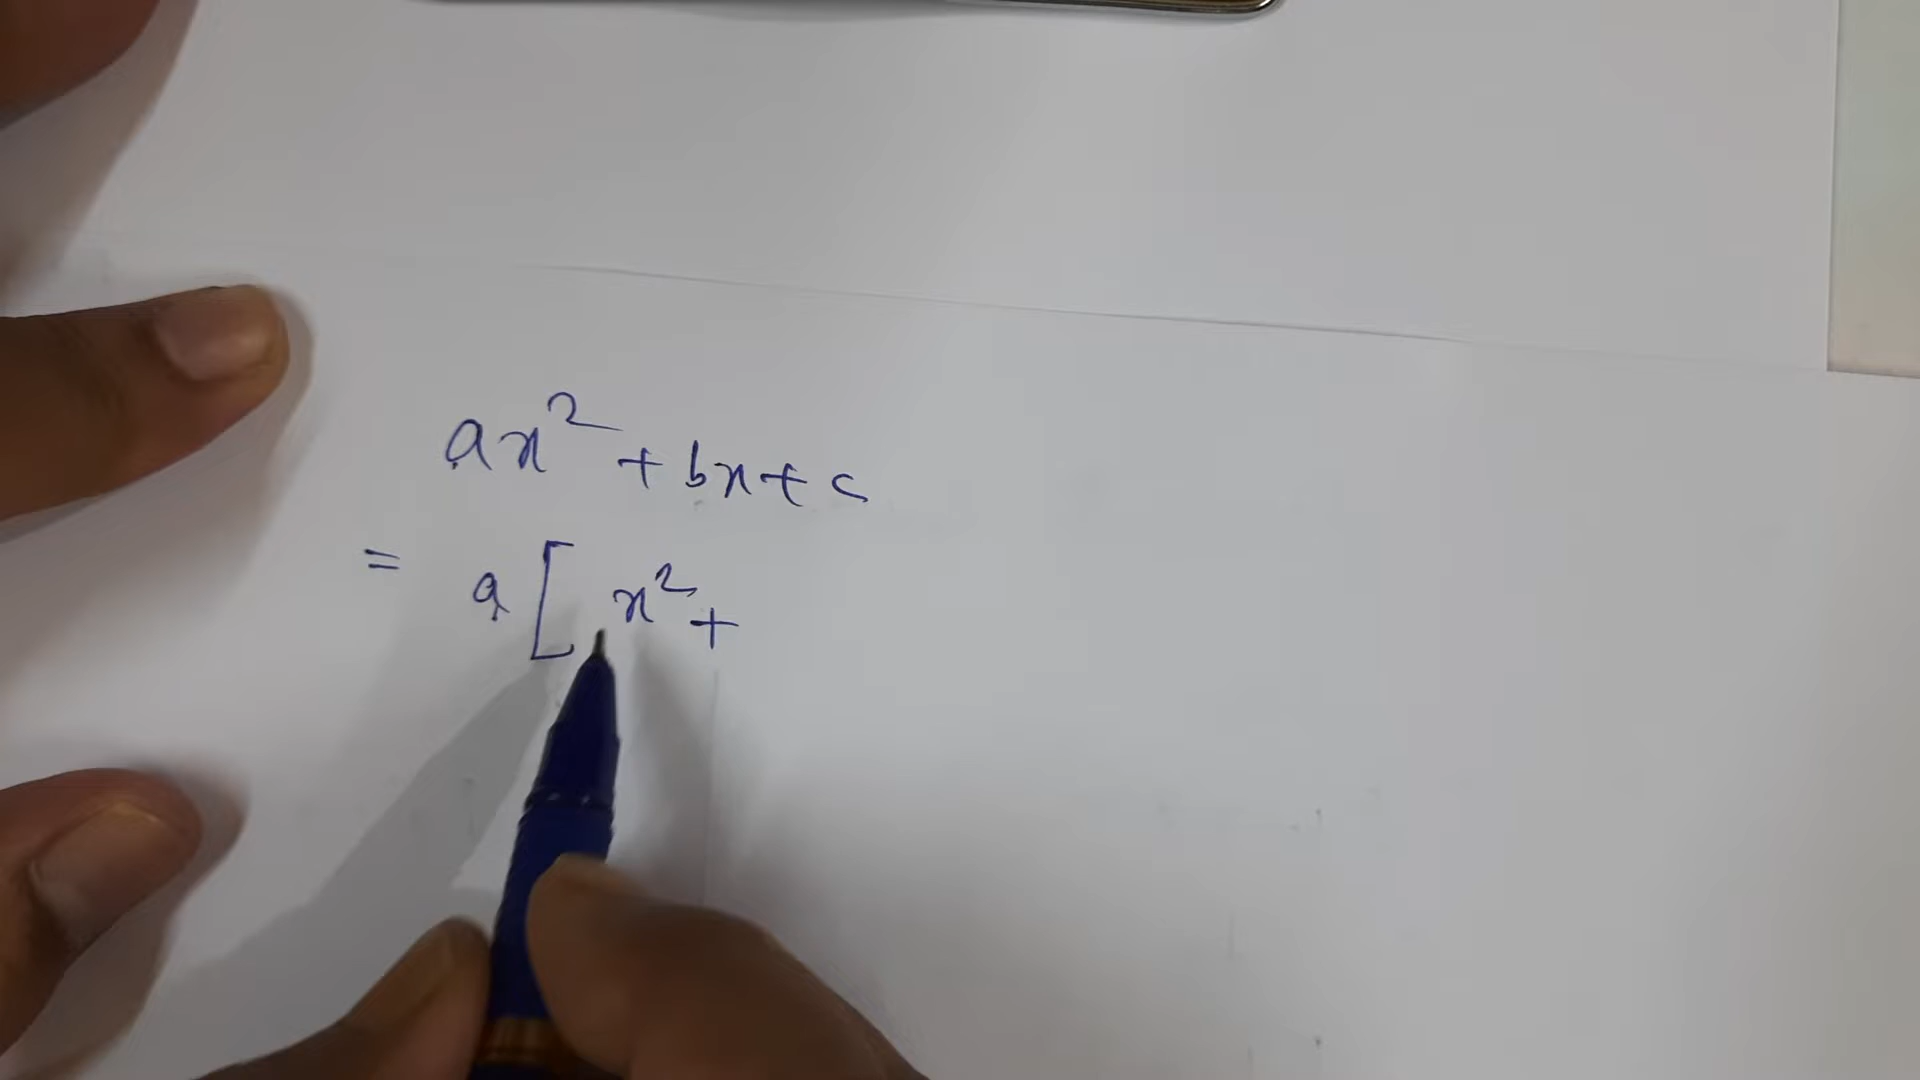 ax² + bx + c
= a [ x² +